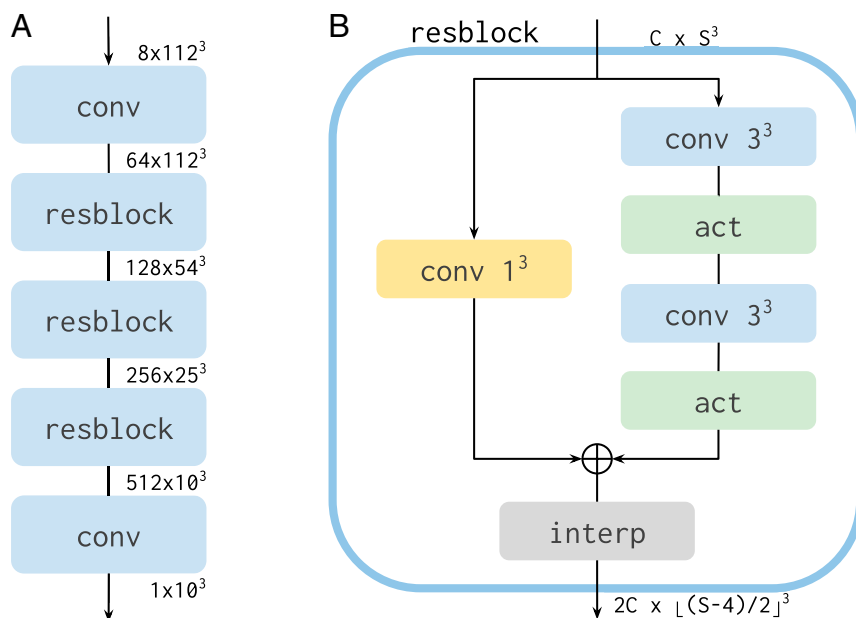 A
8x112³
conv
64x112³
resblock
128x54³
resblock
256x25³
resblock
512x10³
conv
1x10³
B
resblock
C x S³
conv 3³
act
conv 1³
conv 3³
act
interp
2C x ⌊(S-4)/2⌋³